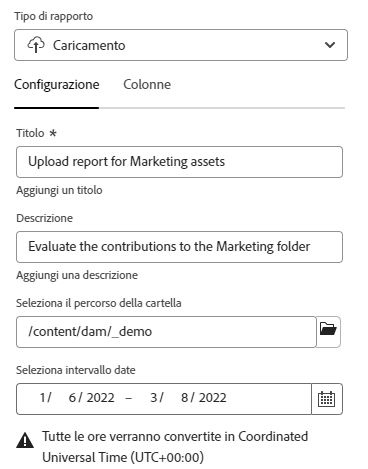 Tipo di rapporto
Caricamento
Configurazione Colonne
Titolo *
Upload report for Marketing assets
Aggiungi un titolo
Descrizione
Evaluate the contributions to the Marketing folder
Aggiungi una descrizione
Seleziona il percorso della cartella
/content/dam/_demo
Seleziona intervallo date
1/ 6/ 2022 – 3/ 8/ 2022
Tutte le ore verranno convertite in Coordinated
Universal Time (UTC+00:00)